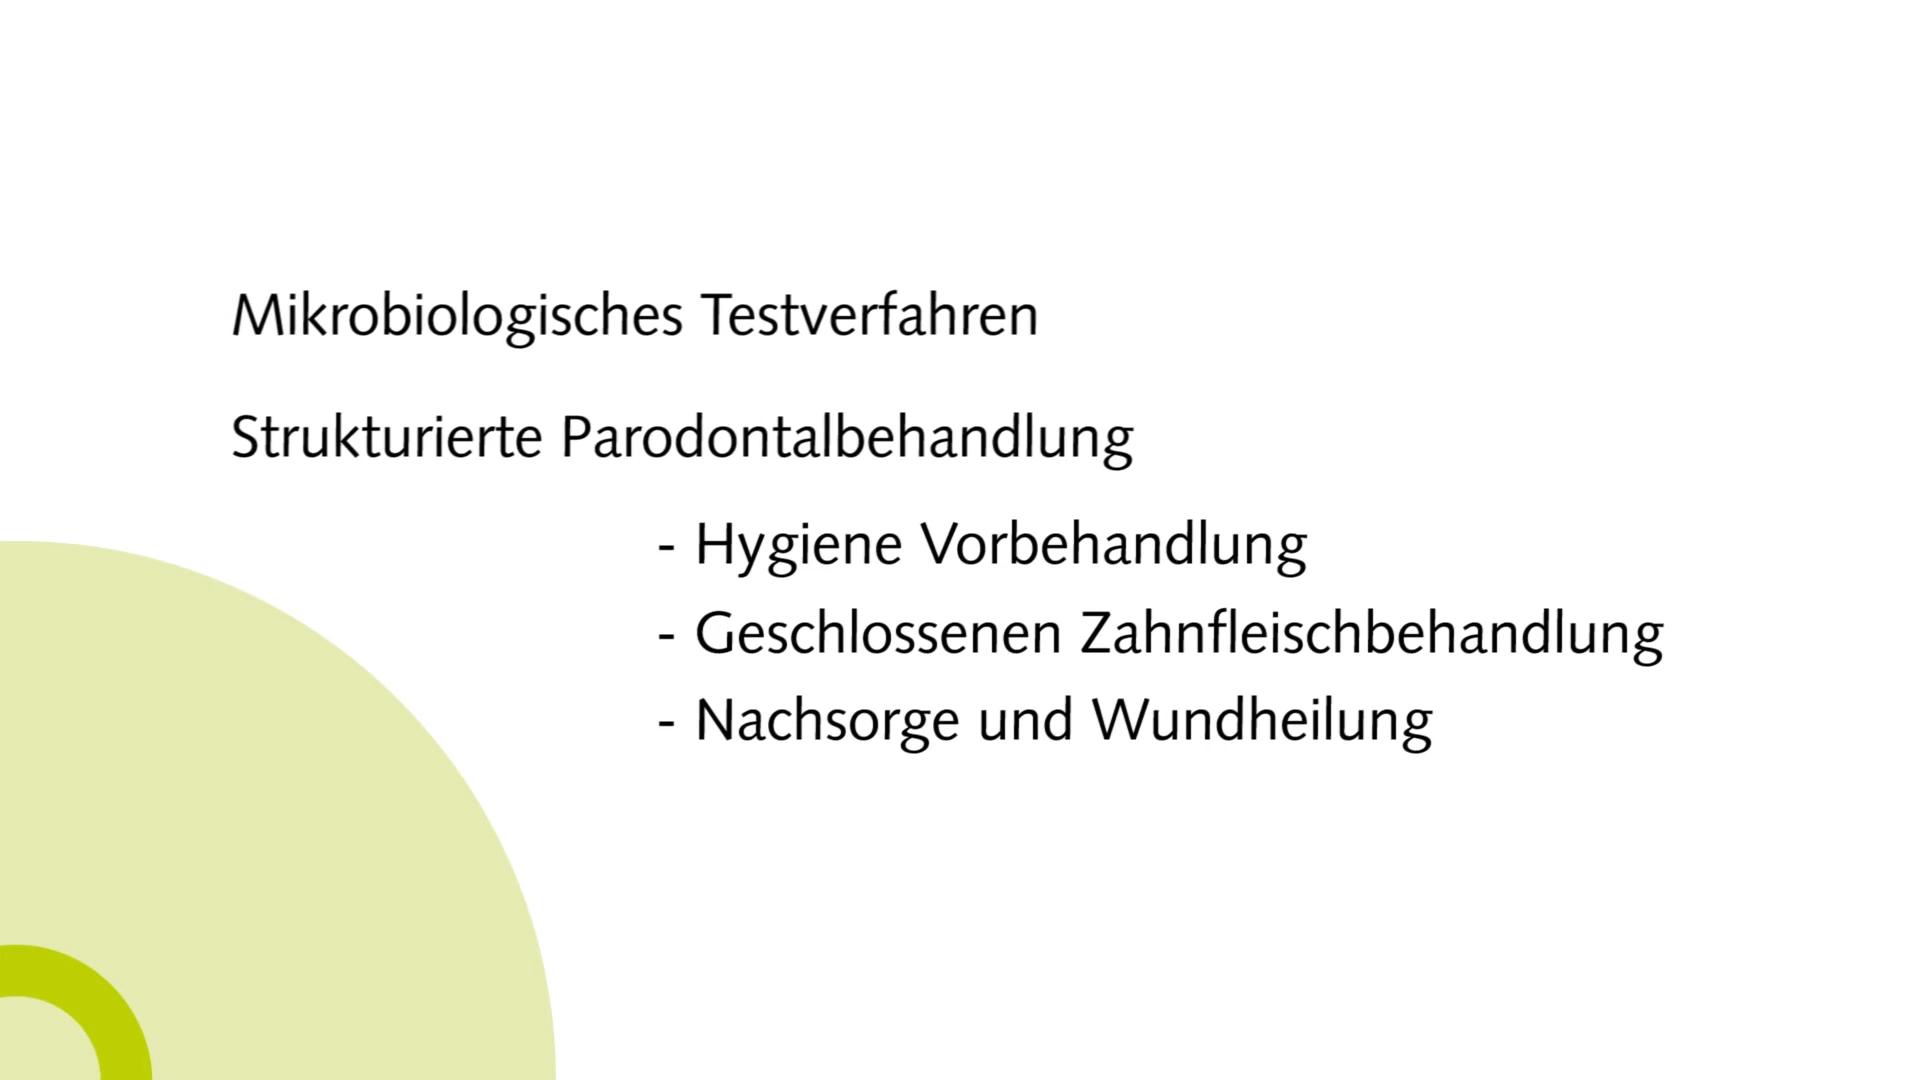 Mikrobiologisches Testverfahren
Strukturierte Parodontalbehandlung
- Hygiene Vorbehandlung
- Geschlossenen Zahnfleischbehandlung
- Nachsorge und Wundheilung